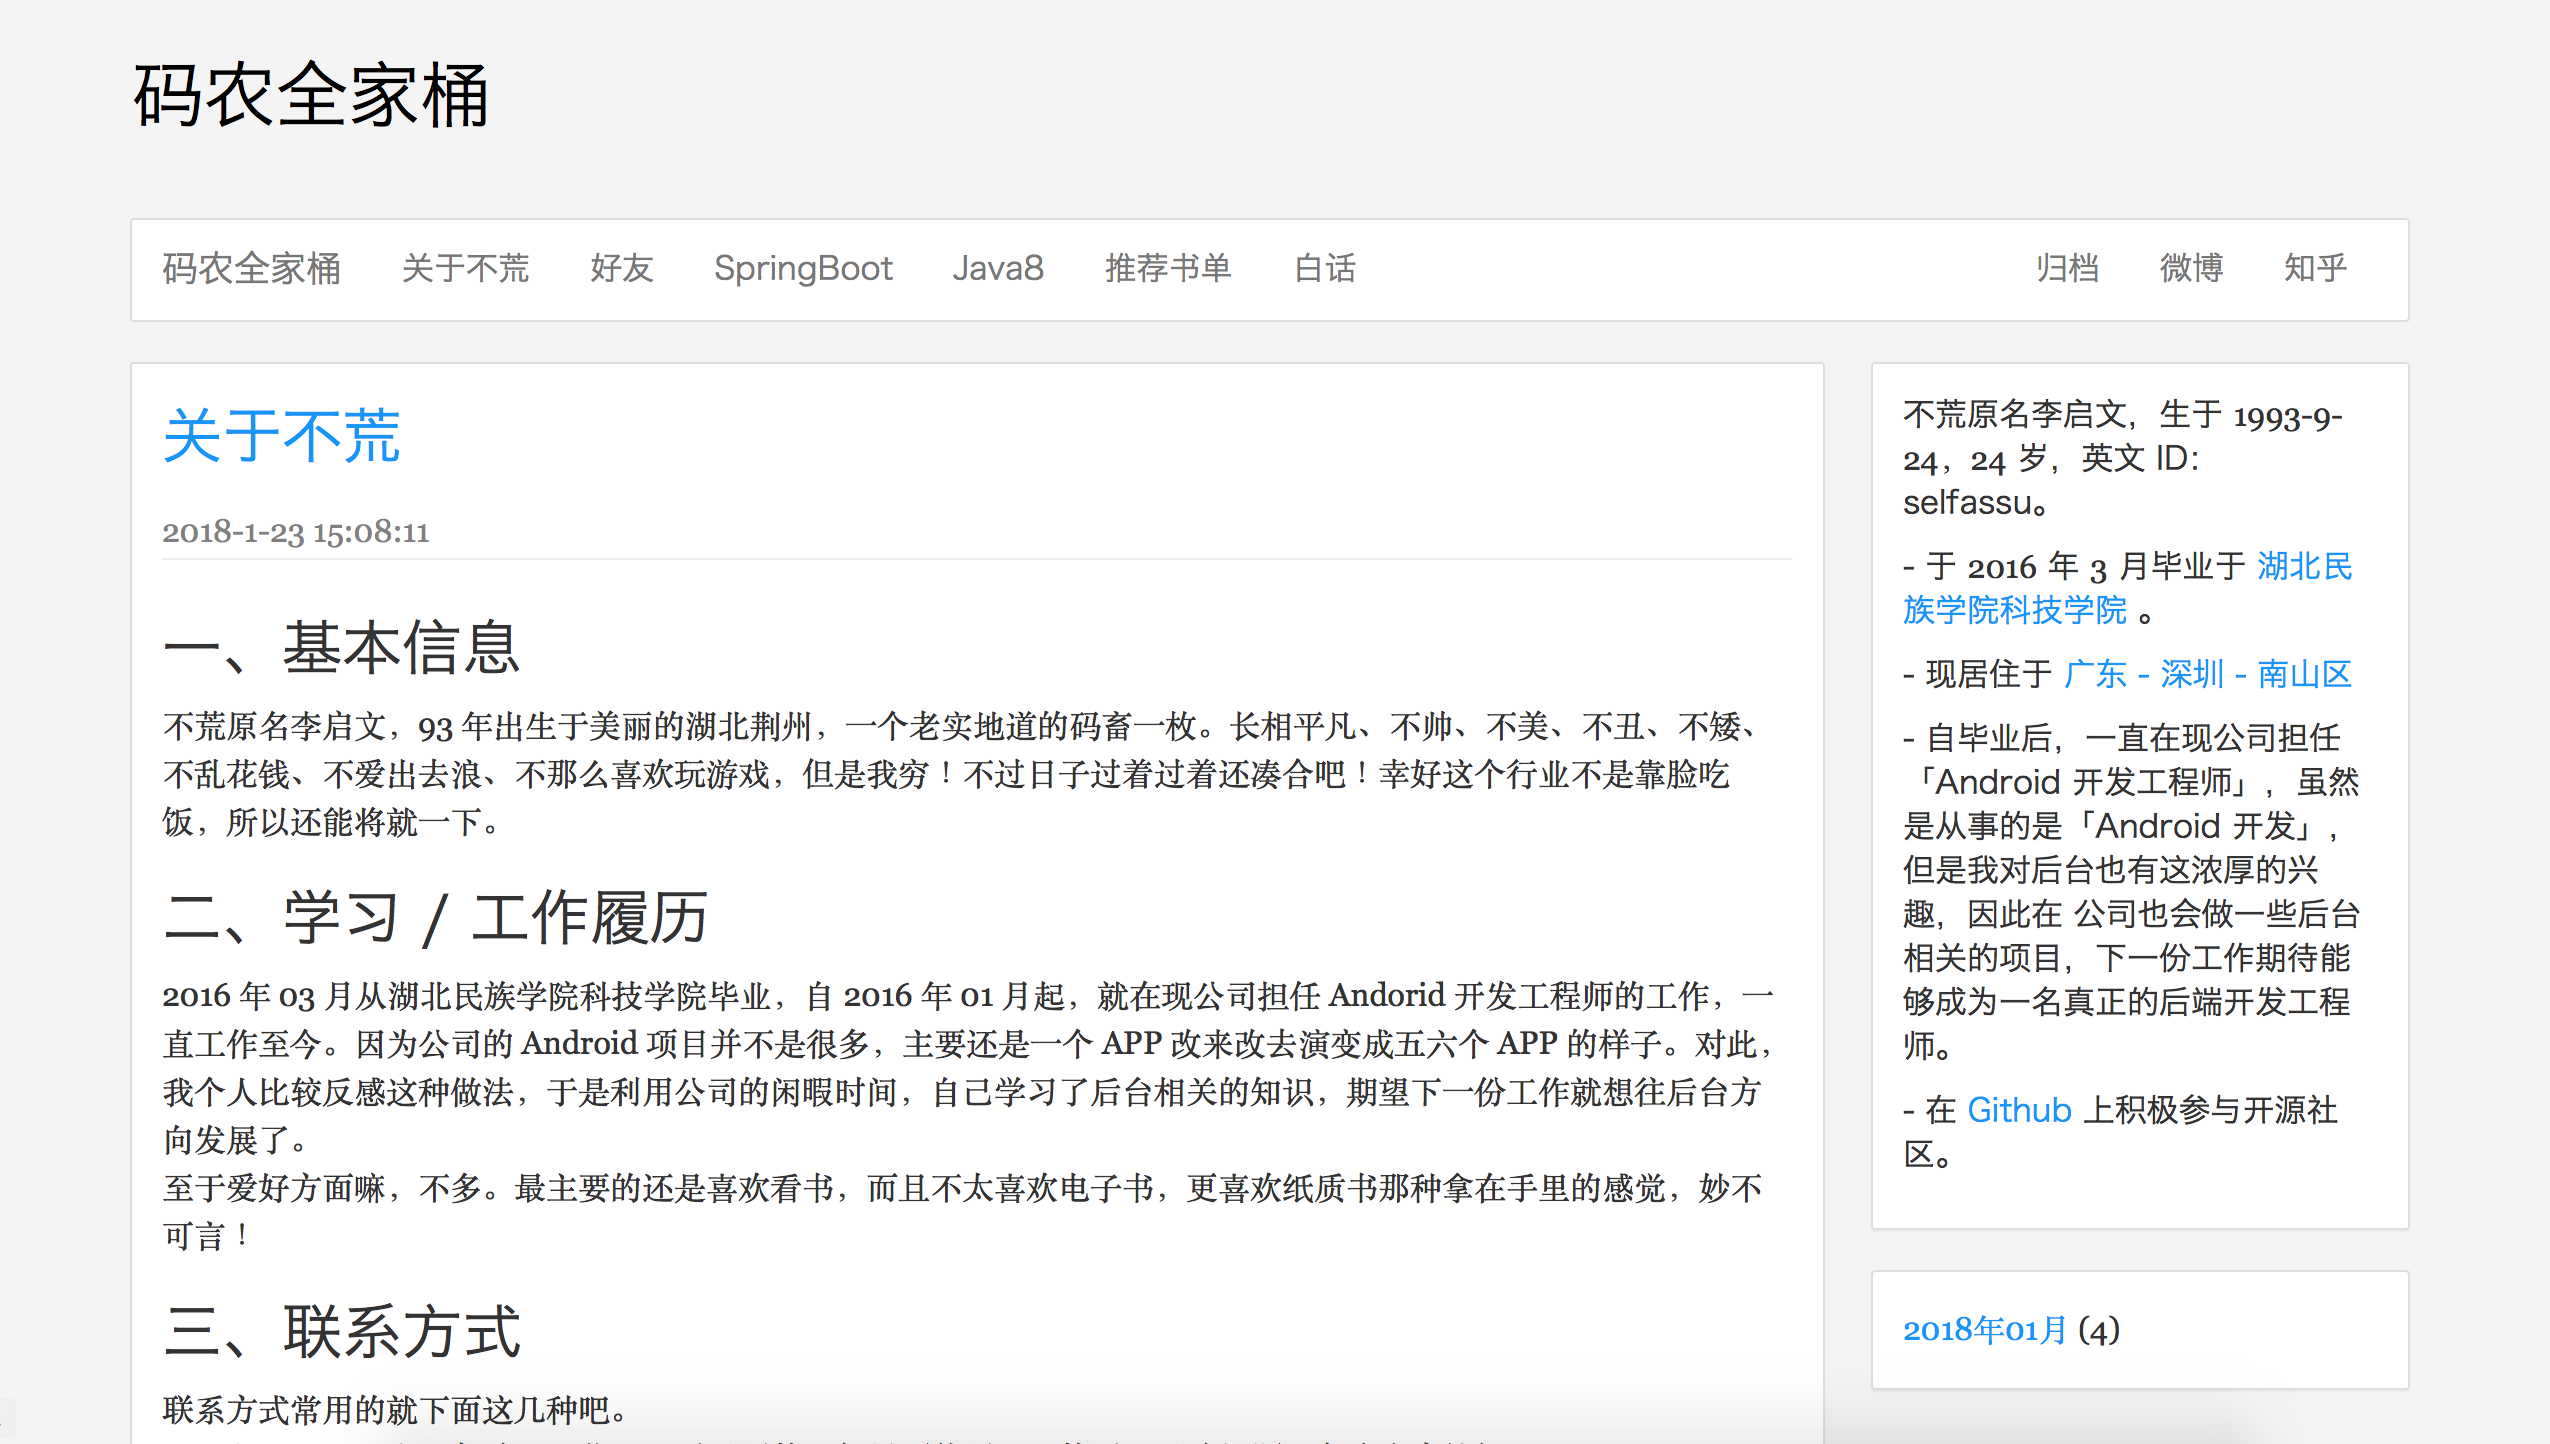 码农全家桶
码农全家桶 关于不荒 好友 SpringBoot Java8 推荐书单 白话 归档 微博 知乎
关于不荒
2018-1-23 15:08:11
一、基本信息
不荒原名李启文，93 年出生于美丽的湖北荆州，一个老实地道的码畜一枚。长相平凡、不帅、不美、不丑、不矮、
不乱花钱、不爱出去浪、不那么喜欢玩游戏，但是我穷！不过日子过着过着还凑合吧！幸好这个行业不是靠脸吃
饭，所以还能将就一下。
二、学习 / 工作履历
2016 年 03 月从湖北民族学院科技学院毕业，自 2016 年 01 月起，就在现公司担任 Andorid 开发工程师的工作，一
直工作至今。因为公司的 Android 项目并不是很多，主要还是一个 APP 改来改去演变成五六个 APP 的样子。对此，
我个人比较反感这种做法，于是利用公司的闲暇时间，自己学习了后台相关的知识，期望下一份工作就想往后台方
向发展了。
至于爱好方面嘛，不多。最主要的还是喜欢看书，而且不太喜欢电子书，更喜欢纸质书那种拿在手里的感觉，妙不
可言！
三、联系方式
联系方式常用的就下面这几种吧。
不荒原名李启文，生于 1993-9-
24，24 岁，英文 ID：
selfassu。
- 于 2016 年 3 月毕业于 湖北民
族学院科技学院 。
- 现居住于 广东 - 深圳 - 南山区
- 自毕业后，一直在现公司担任
「Android 开发工程师」，虽然
是从事的是「Android 开发」，
但是我对后台也有这浓厚的兴
趣，因此在 公司也会做一些后台
相关的项目，下一份工作期待能
够成为一名真正的后端开发工程
师。
- 在 Github 上积极参与开源社
区。
2018年01月 (4)